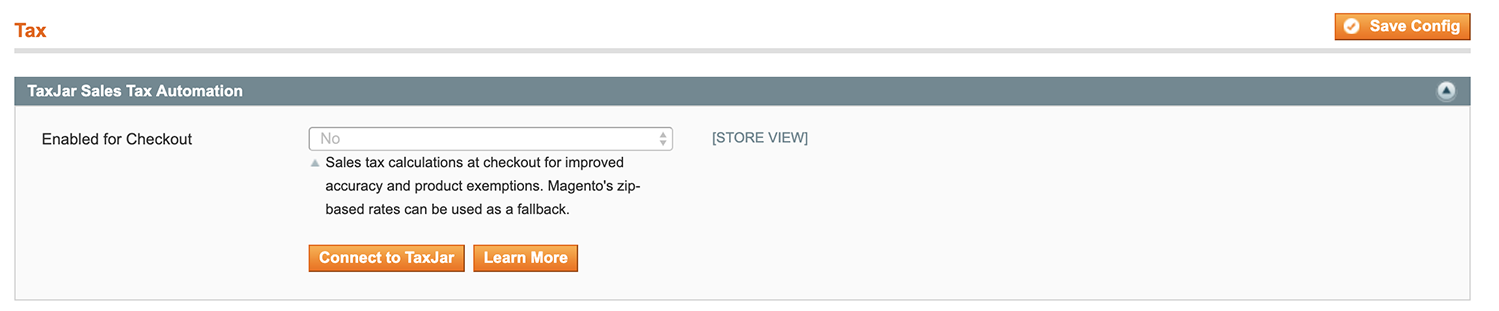 Tax
Save Config
TaxJar Sales Tax Automation
Enabled for Checkout
No
[STORE VIEW]
Sales tax calculations at checkout for improved
accuracy and product exemptions. Magento's zip-
based rates can be used as a fallback.
Connect to TaxJar
Learn More